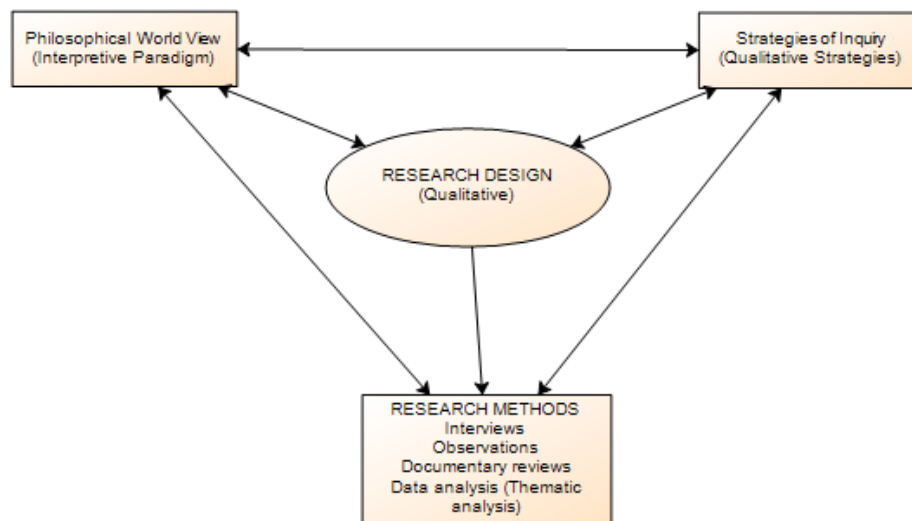 Philosophical World View
(Interpretive Paradigm)
Strategies of Inquiry
(Qualitative Strategies)
RESEARCH DESIGN
(Qualitative)
RESEARCH METHODS
Interviews
Observations
Documentary reviews
Data analysis (Thematic
analysis)